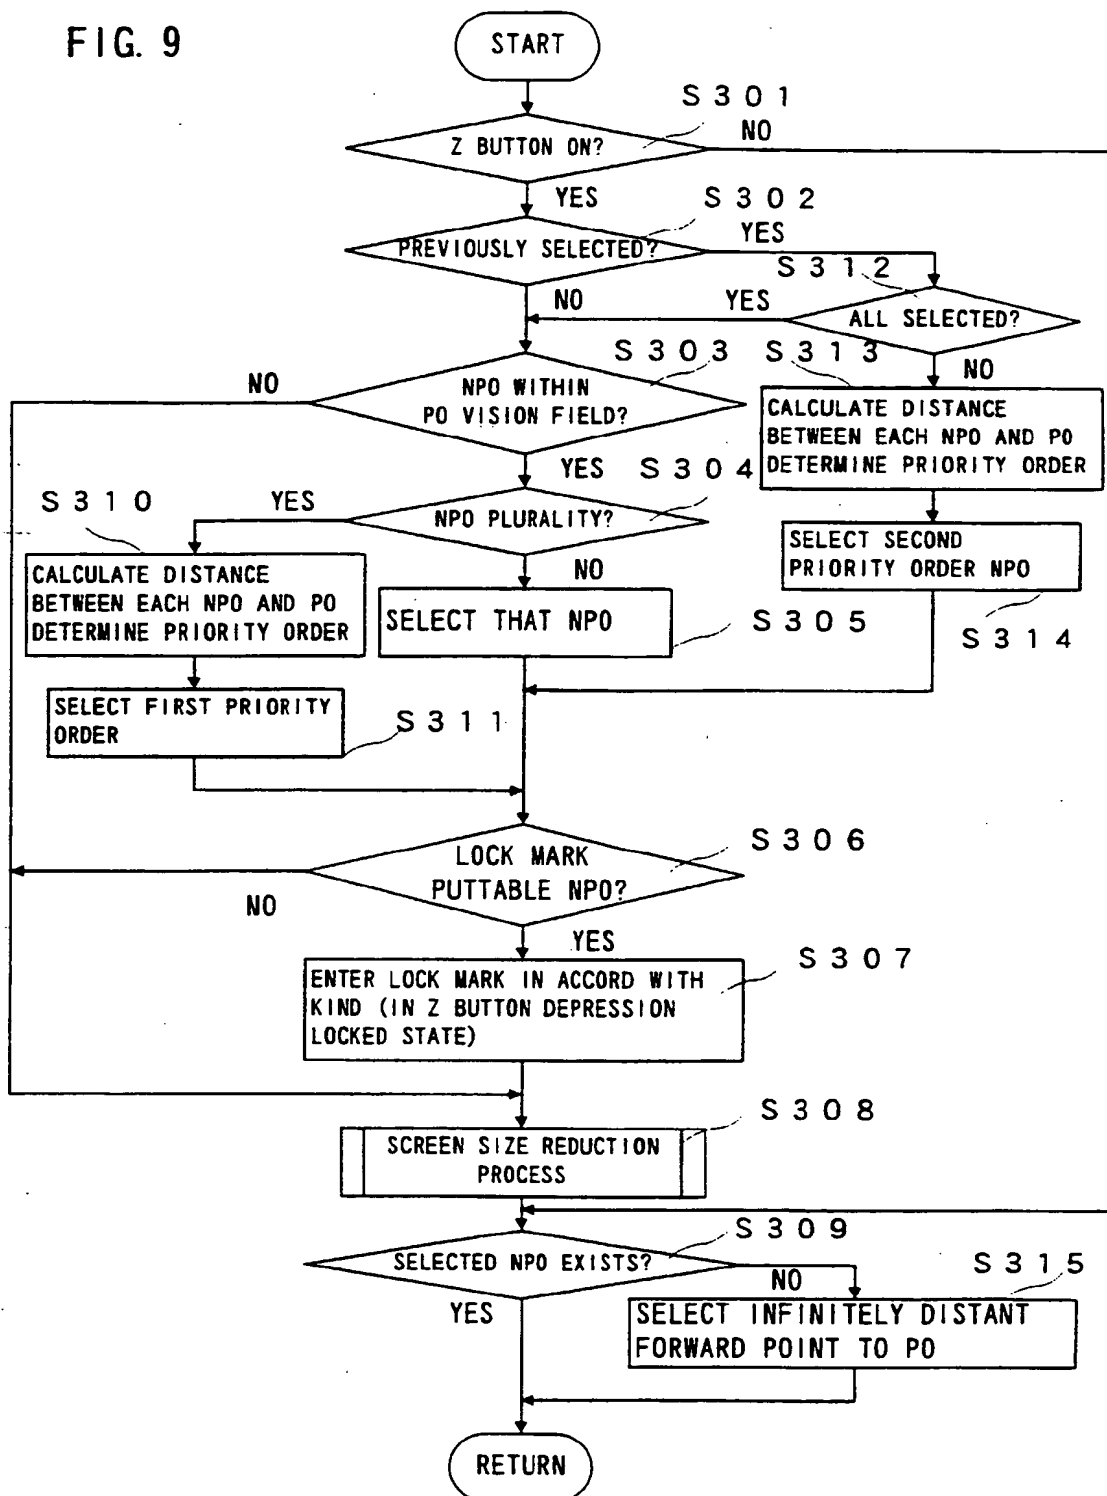 FIG. 9
START
S301
Z BUTTON ON?
NO
YES
S302
PREVIOUSLY SELECTED?
YES
S312
NO
YES
ALL SELECTED?
S303
S313
NO
NO
NPO WITHIN
PO VISION FIELD?
CALCULATE DISTANCE
BETWEEN EACH NPO AND PO
DETERMINE PRIORITY ORDER
YES
S304
S310
YES
NPO PLURALITY?
SELECT SECOND
PRIORITY ORDER NPO
NO
CALCULATE DISTANCE
BETWEEN EACH NPO AND PO
DETERMINE PRIORITY ORDER
SELECT THAT NPO
S305
S314
SELECT FIRST PRIORITY
ORDER
S311
S306
LOCK MARK
PUTTABLE NPO?
NO
YES
S307
ENTER LOCK MARK IN ACCORD WITH
KIND (IN Z BUTTON DEPRESSION
LOCKED STATE)
S308
SCREEN SIZE REDUCTION
PROCESS
S309
SELECTED NPO EXISTS?
NO
S315
YES
SELECT INFINITELY DISTANT
FORWARD POINT TO PO
RETURN